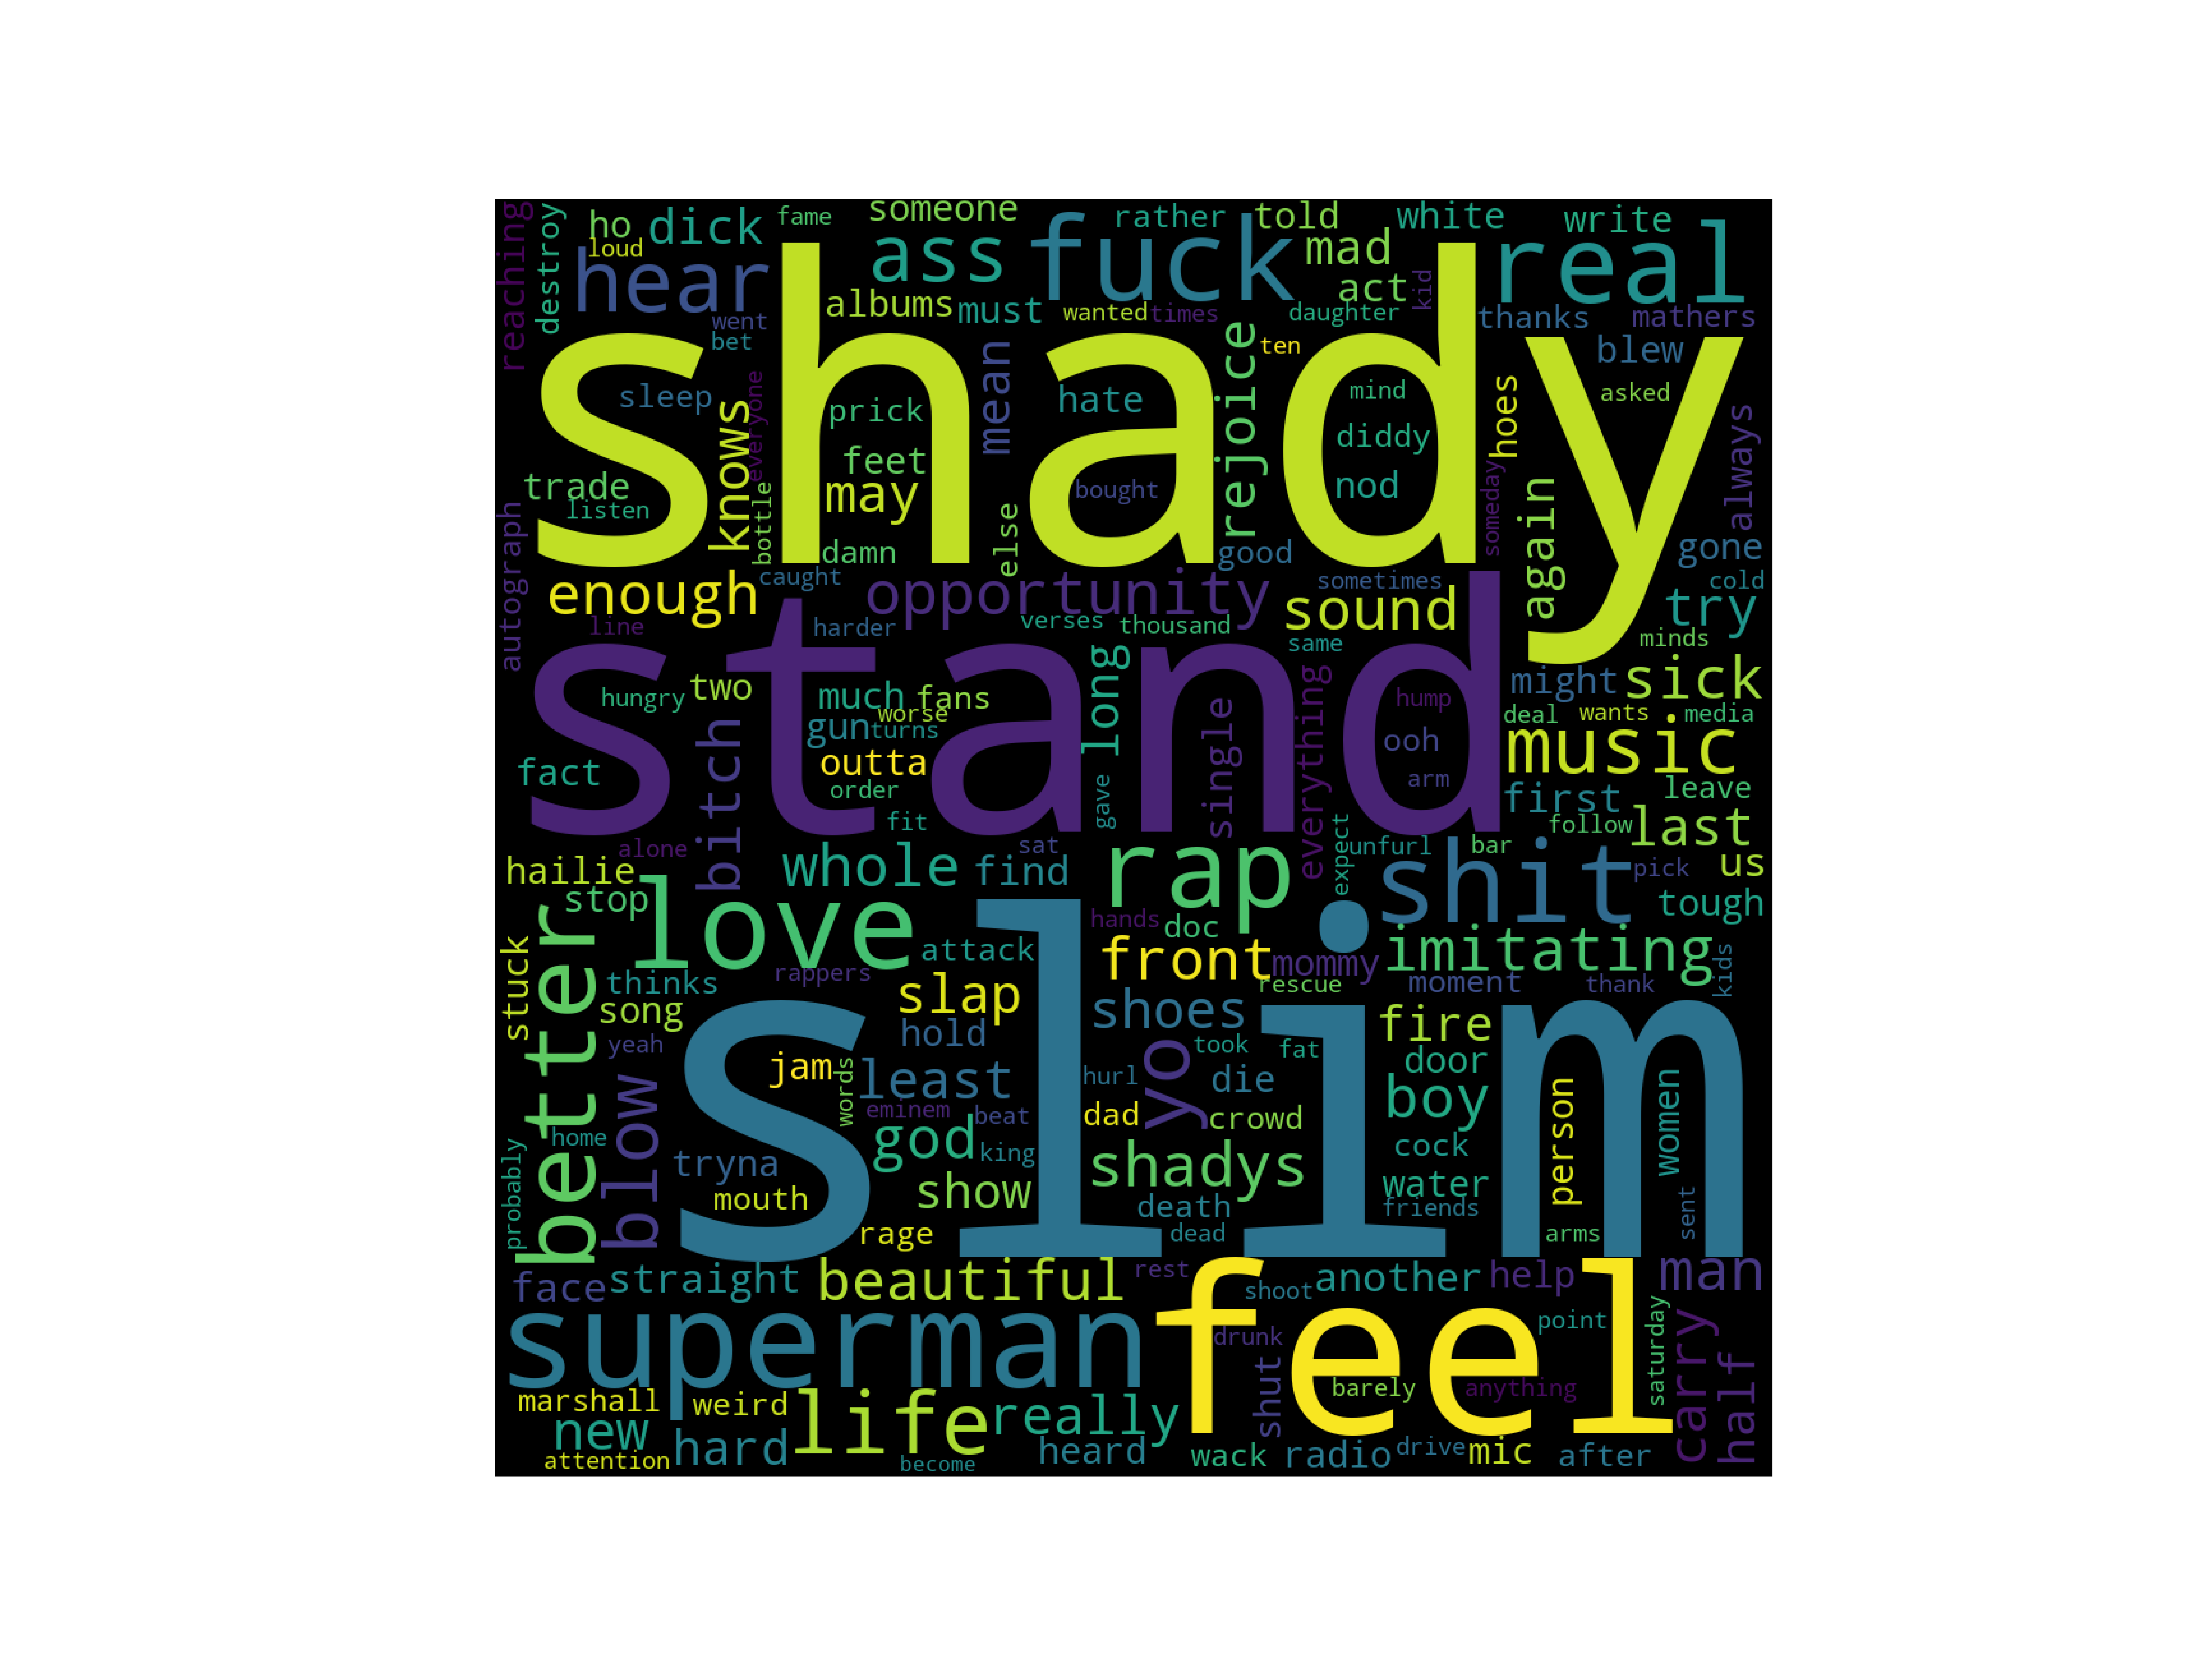 reaching
destroy
ho
loud
dick
fame
someone
rather
told
white
write
hear
ass
fuck
mad
real
albums
must
act
kid
wanted
times
daughter
thanks
mathers
went
bet
shady
ten
blew
sleep
everyone
prick
mean
hate
rejoice
mind
hoes
asked
knows
feet
diddy
always
trade
listen
bottle
may
bought
nod
someday
again
autograph
damn
else
good
gone
enough
caught
opportunity
sometimes
sound
cold
try
line
harder
verses
thousand
same
minds
stand
hungry
two
much
fans
long
everything
hump
might
sick
worse
gun
turns
single
ooh
deal
wants
media
bitch
fact
outta
order
gave
arm
music
first
leave
fit
follow
last
alone
sat
expect
unfurl
bar
us
hailie
whole
find
rap
shit
pick
stop
love
hands
doc
tough
better
stuck
attack
front
mommy
imitating
kids
thinks
rappers
rescue
moment
thank
song
slap
shoes
fire
hold
slim
yeah
jam
words
least
yo
took
fat
door
hurl
die
boy
blow
eminem
beat
dad
crowd
person
women
home
god
king
cock
probably
tryna
shadys
water
mouth
show
death
friends
sent
rage
dead
arms
face
straight
beautiful
rest
shoot
another
help
man
superman
feel
drunk
point
saturday
carry
half
marshall
weird
life
really
shut
barely
anything
new
hard
heard
wack
radio
drive
mic
after
attention
become